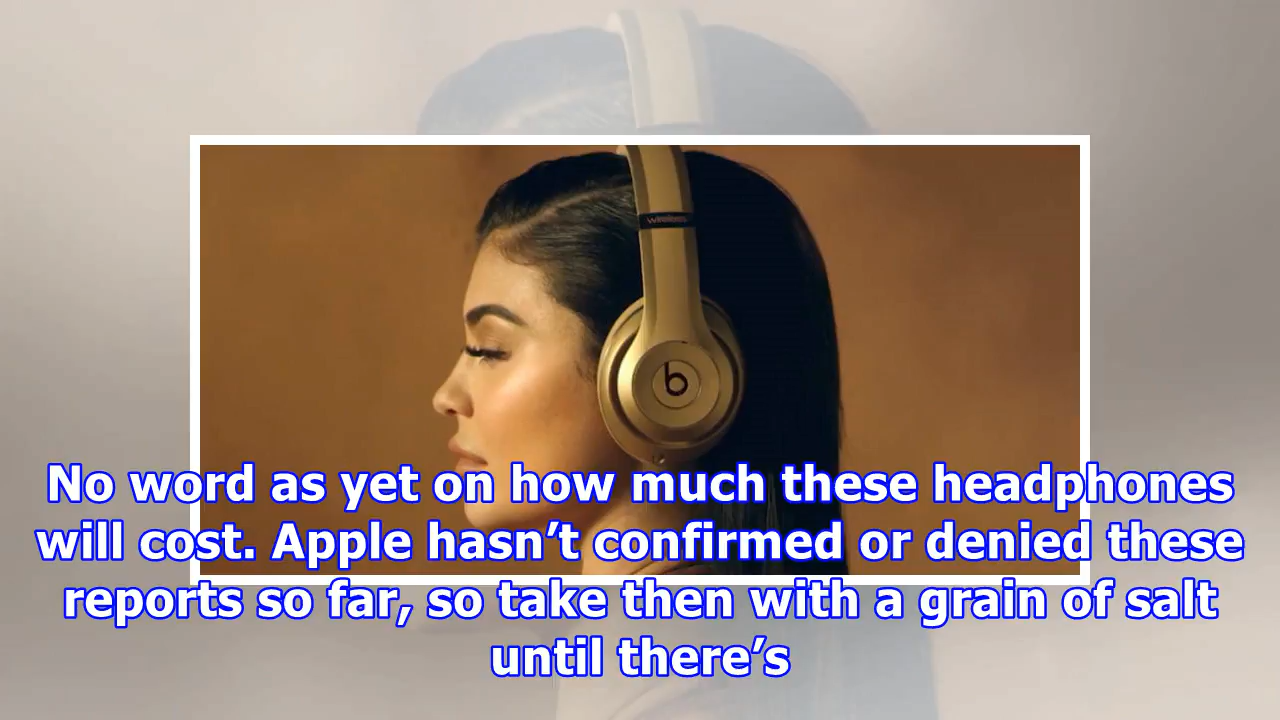 wireless
b
No word as yet on how much these headphones
will cost. Apple hasn’t confirmed or denied these
reports so far, so take then with a grain of salt
until there’s